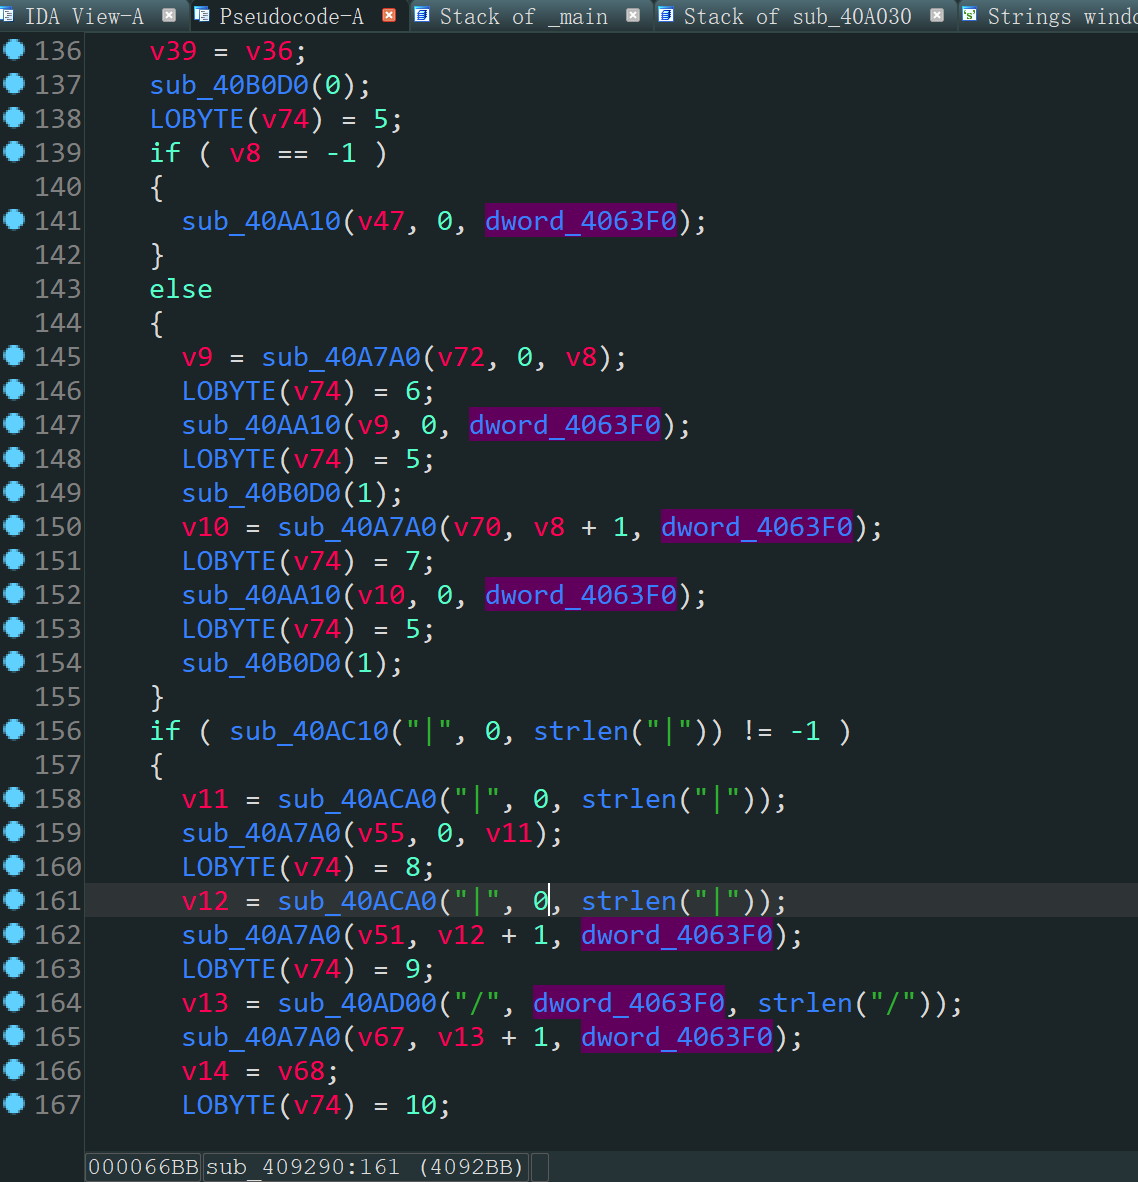 IDA View-A Pseudocode-A Stack of _main Stack of sub_40A030 Strings windo
136 v39 = v36;
137 sub_40B0D0(0);
138 LOBYTE(v74) = 5;
139 if ( v8 == -1 )
140 {
141 sub_40AA10(v47, 0, dword_4063F0);
142 }
143 else
144 {
145 v9 = sub_40A7A0(v72, 0, v8);
146 LOBYTE(v74) = 6;
147 sub_40AA10(v9, 0, dword_4063F0);
148 LOBYTE(v74) = 5;
149 sub_40B0D0(1);
150 v10 = sub_40A7A0(v70, v8 + 1, dword_4063F0);
151 LOBYTE(v74) = 7;
152 sub_40AA10(v10, 0, dword_4063F0);
153 LOBYTE(v74) = 5;
154 sub_40B0D0(1);
155 }
156 if ( sub_40AC10("|", 0, strlen("|")) != -1 )
157 {
158 v11 = sub_40ACA0("|", 0, strlen("|"));
159 sub_40A7A0(v55, 0, v11);
160 LOBYTE(v74) = 8;
161 v12 = sub_40ACA0("|", 0, strlen("|"));
162 sub_40A7A0(v51, v12 + 1, dword_4063F0);
163 LOBYTE(v74) = 9;
164 v13 = sub_40AD00("/", dword_4063F0, strlen("/"));
165 sub_40A7A0(v67, v13 + 1, dword_4063F0);
166 v14 = v68;
167 LOBYTE(v74) = 10;
000066BB sub_409290:161 (4092BB)